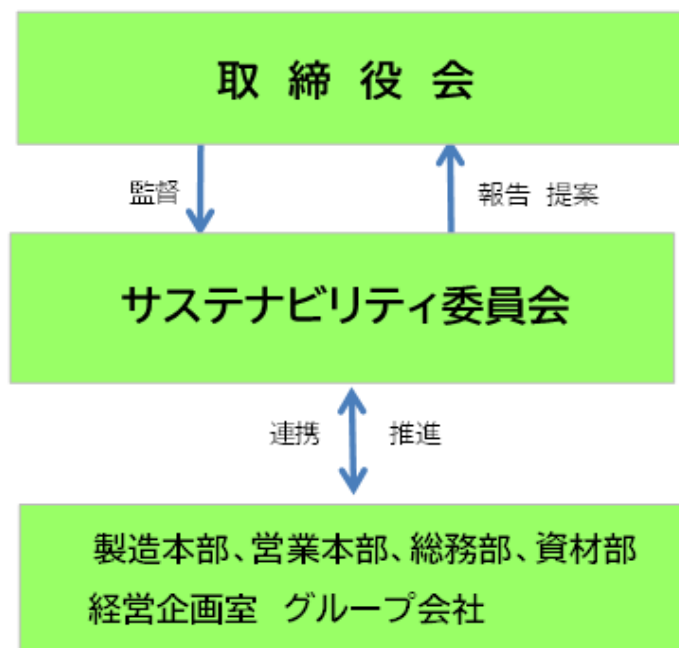 取 締 役 会
監督
報告 提案
サステナビリティ委員会
連携 推進
製造本部、営業本部、総務部、資材部
経営企画室 グループ会社